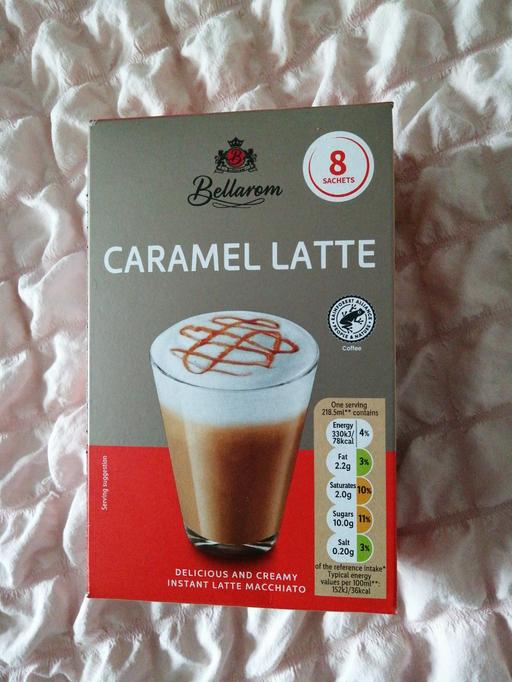 B
Bellarom
8
SACHETS
CARAMEL LATTE
RAINFOREST ALLIANCE
PEOPLE & NATURE
Coffee
One serving
218.5ml** contains
Energy
330kJ/
78kcal
4%
Fat
2.2g
3%
Saturates
2.0g
10%
Sugars
10.0g
11%
Salt
0.20g
3%
of the reference intake*
Typical energy
values per 100ml**:
152kJ/36kcal
Serving suggestion
DELICIOUS AND CREAMY
INSTANT LATTE MACCHIATO